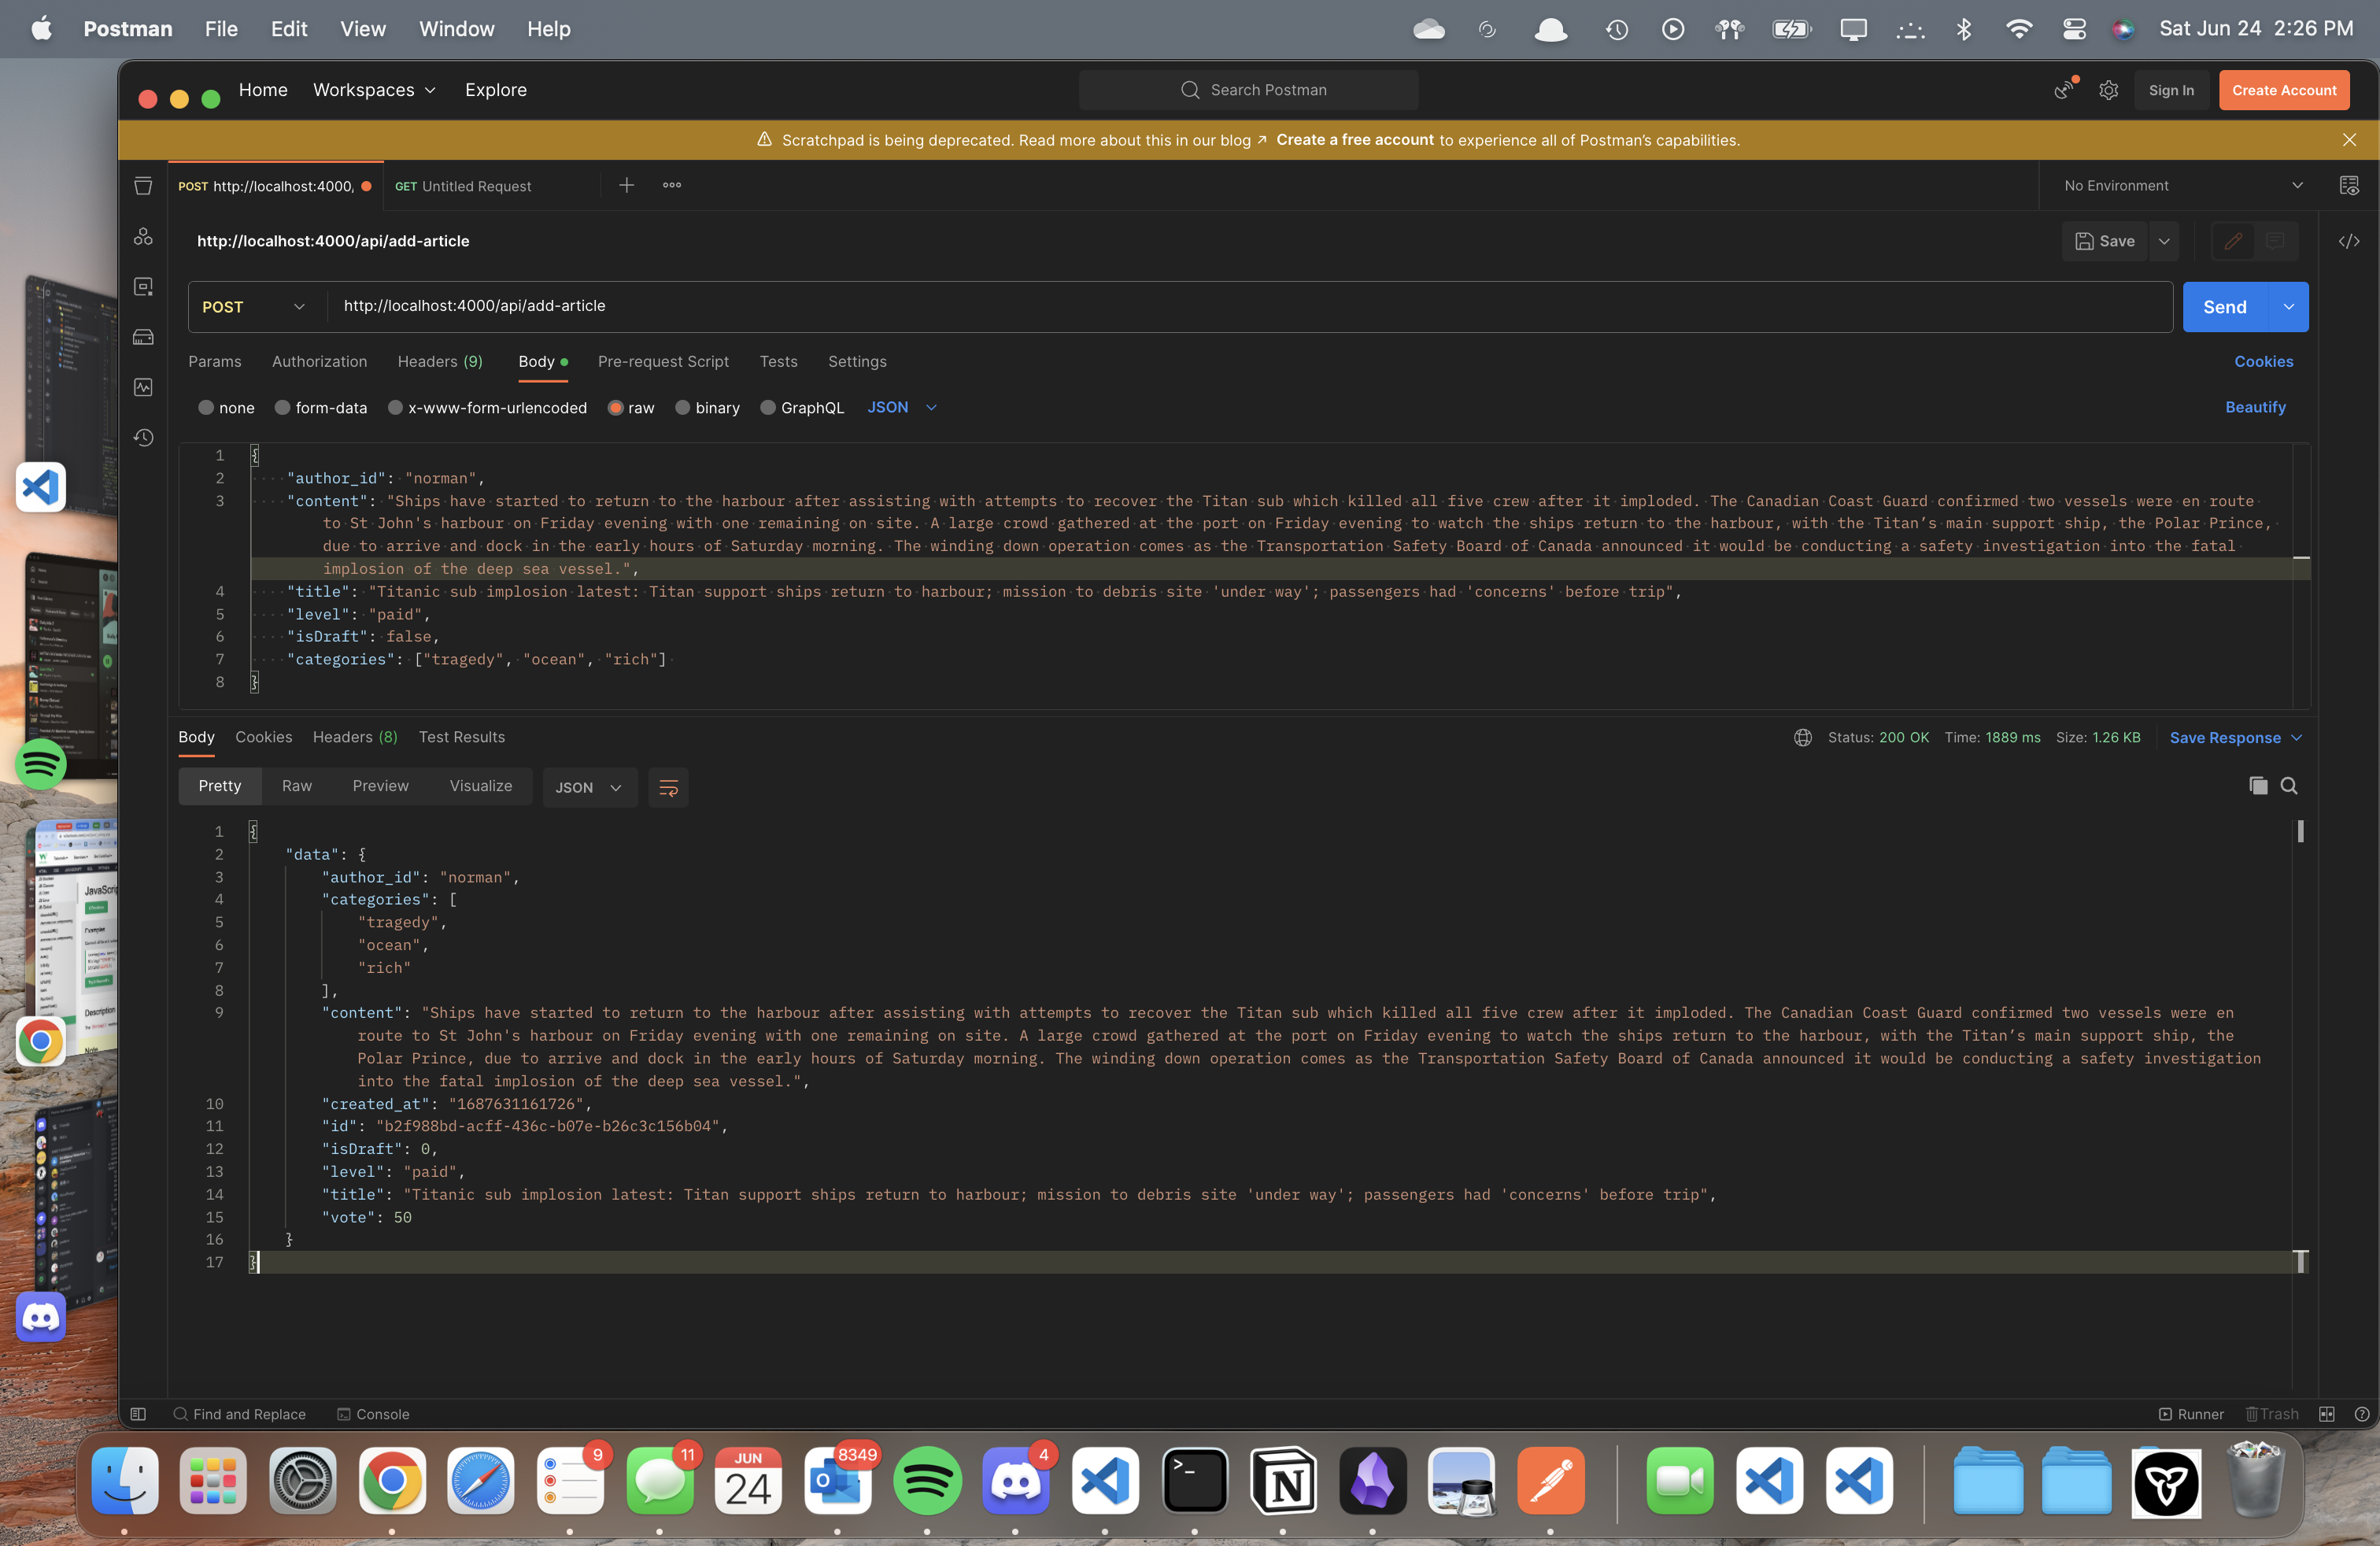 Postman File Edit View Window Help Sat Jun 24 2:26 PM
Home Workspaces Explore Search Postman Sign In Create Account
Scratchpad is being deprecated. Read more about this in our blog ↗ Create a free account to experience all of Postman's capabilities.
POST http://localhost:4000, GET Untitled Request No Environment
http://localhost:4000/api/add-article Save
POST http://localhost:4000/api/add-article Send
Params Authorization Headers (9) Body Pre-request Script Tests Settings Cookies
none form-data x-www-form-urlencoded raw binary GraphQL JSON Beautify
1 {
2 "author_id": "norman",
3 "content": "Ships have started to return to the harbour after assisting with attempts to recover the Titan sub which killed all five crew after it imploded. The Canadian Coast Guard confirmed two vessels were en route
to St John's harbour on Friday evening with one remaining on site. A large crowd gathered at the port on Friday evening to watch the ships return to the harbour, with the Titan’s main support ship, the Polar Prince,
due to arrive and dock in the early hours of Saturday morning. The winding down operation comes as the Transportation Safety Board of Canada announced it would be conducting a safety investigation into the fatal
implosion of the deep sea vessel.",
4 "title": "Titanic sub implosion latest: Titan support ships return to harbour; mission to debris site 'under way'; passengers had 'concerns' before trip",
5 "level": "paid",
6 "isDraft": false,
7 "categories": ["tragedy", "ocean", "rich"]
8 }
Body Cookies Headers (8) Test Results Status: 200 OK Time: 1889 ms Size: 1.26 KB Save Response
Pretty Raw Preview Visualize JSON
1 {
2 "data": {
3 "author_id": "norman",
4 "categories": [
5 "tragedy",
6 "ocean",
7 "rich"
8 ],
9 "content": "Ships have started to return to the harbour after assisting with attempts to recover the Titan sub which killed all five crew after it imploded. The Canadian Coast Guard confirmed two vessels were en
route to St John's harbour on Friday evening with one remaining on site. A large crowd gathered at the port on Friday evening to watch the ships return to the harbour, with the Titan’s main support ship, the
Polar Prince, due to arrive and dock in the early hours of Saturday morning. The winding down operation comes as the Transportation Safety Board of Canada announced it would be conducting a safety investigation
into the fatal implosion of the deep sea vessel.",
10 "created_at": "1687631161726",
11 "id": "b2f988bd-acff-436c-b07e-b26c3c156b04",
12 "isDraft": 0,
13 "level": "paid",
14 "title": "Titanic sub implosion latest: Titan support ships return to harbour; mission to debris site 'under way'; passengers had 'concerns' before trip",
15 "vote": 50
16 }
17 }
JavaScrip
Examples
Description
Note
Find and Replace Console Runner Trash
9 11 JUN 24 8349 4